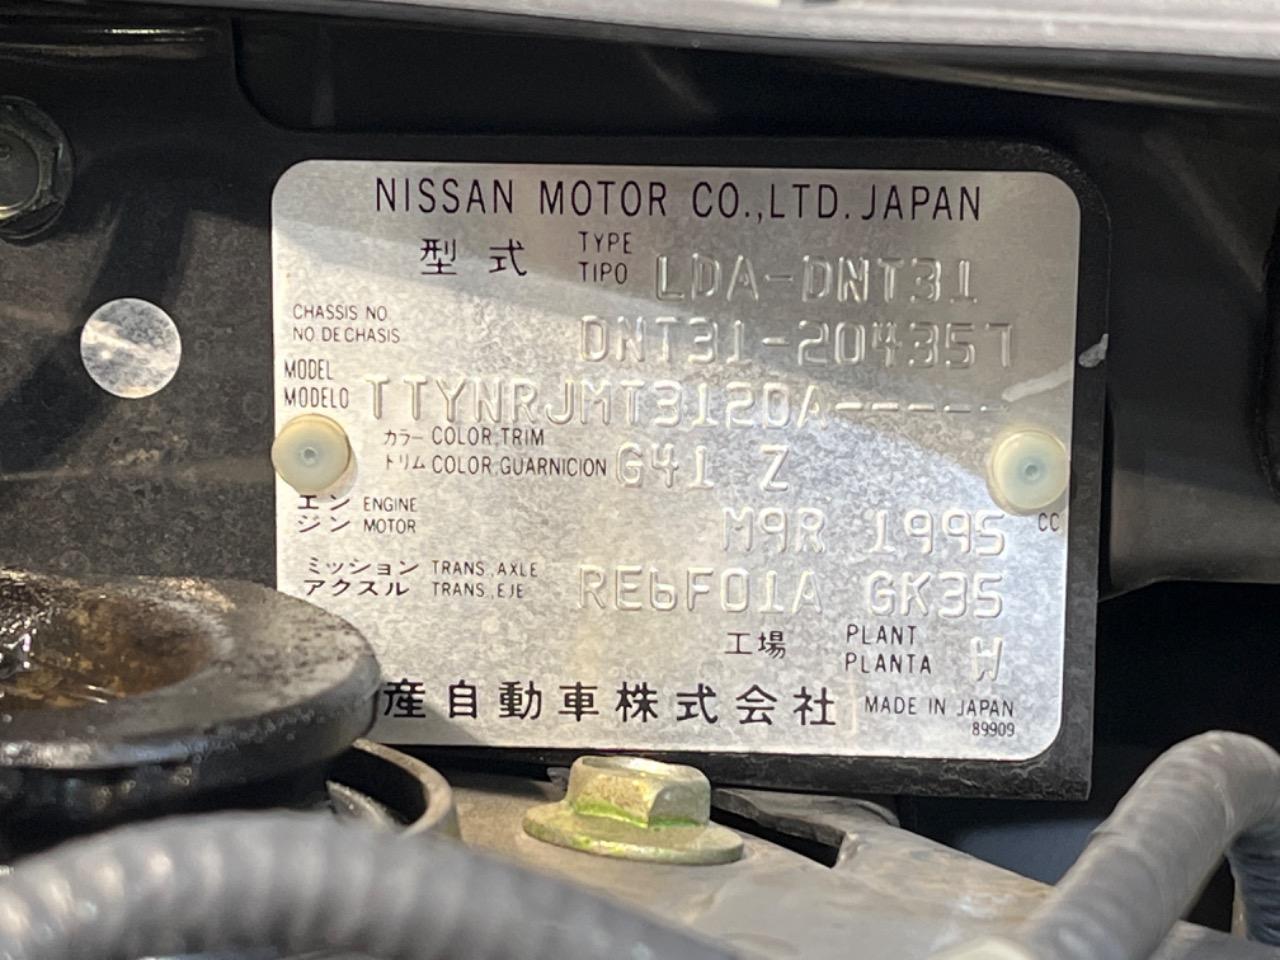 NISSAN MOTOR CO.,LTD. JAPAN
型式 TYPE TIPO LDA-DNT31
CHASSIS NO. NO. DE CHASIS DNT31-204357
MODEL MODELO TTYNRJMT312DA-----
カラー COLOR,TRIM
トリム COLOR,GUARNICION G41 Z
エンジン ENGINE MOTOR M9R 1995 CC
ミッション TRANS.,AXLE
アクスル TRANS.,EJE RE6F01A GK35
工場 PLANT PLANTA W
産自動車株式会社 MADE IN JAPAN
89909